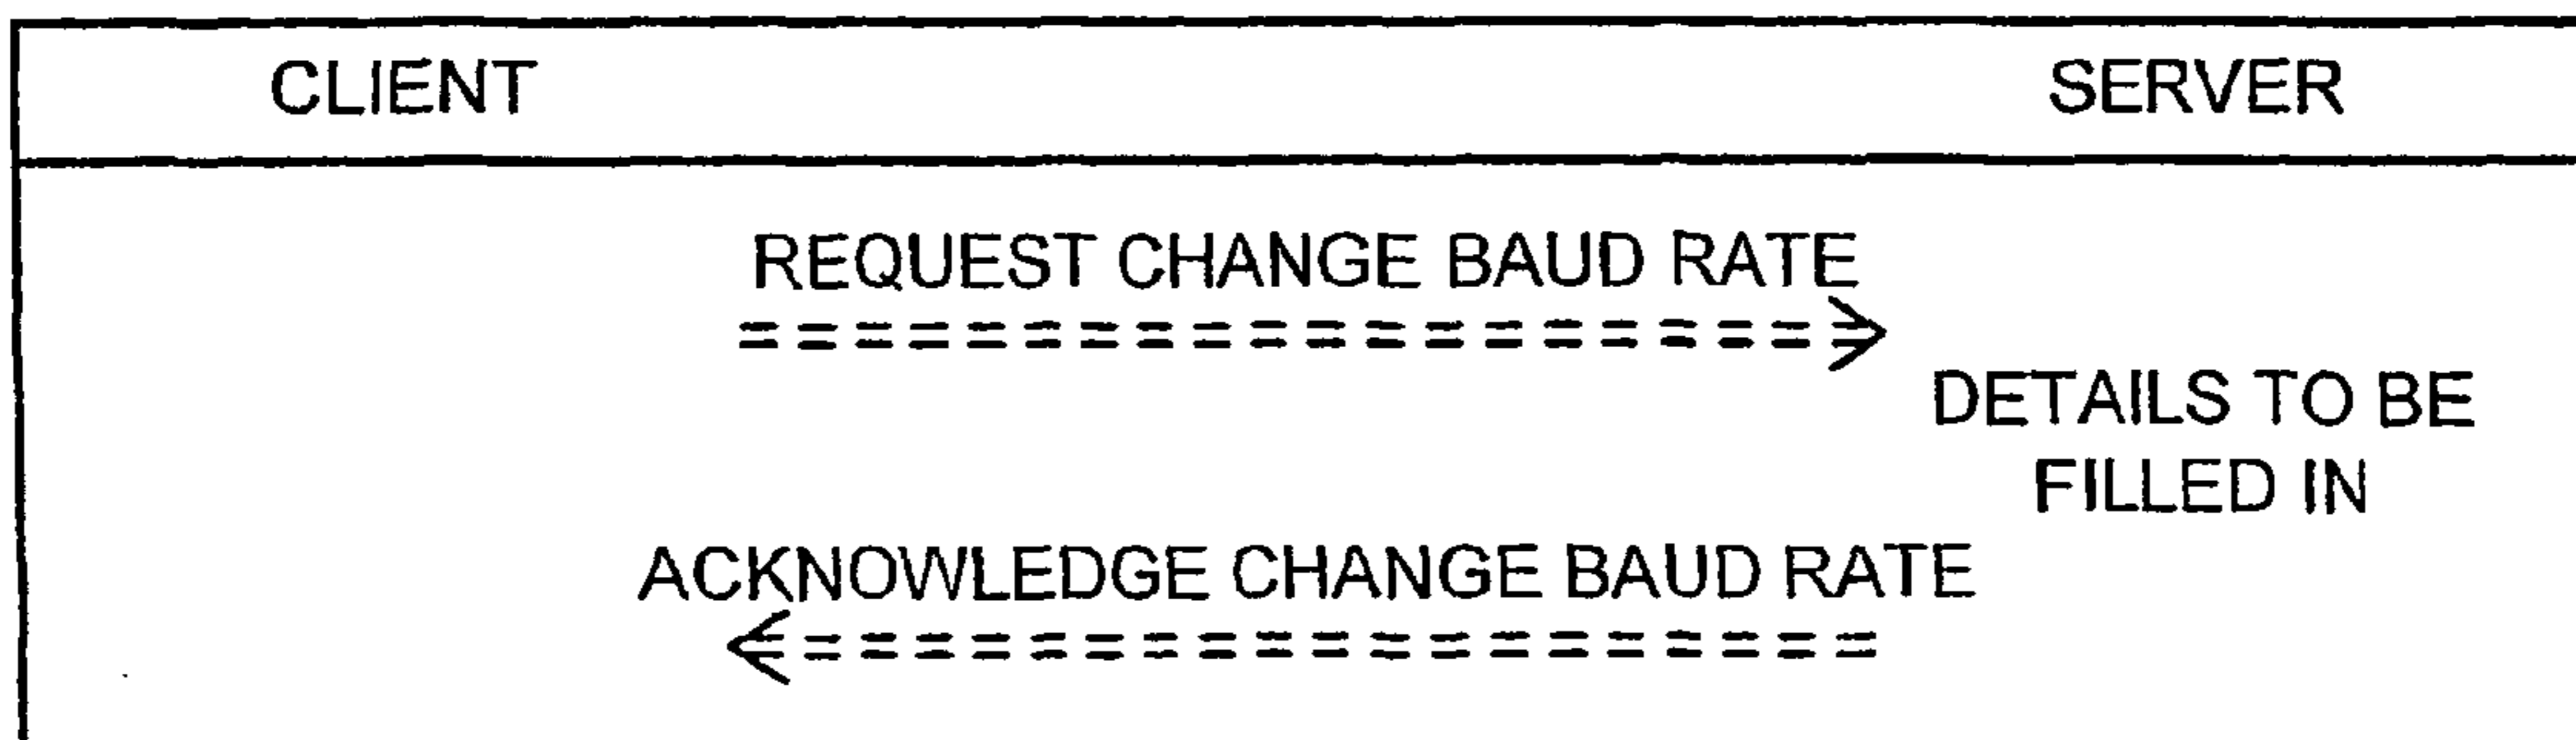 CLIENT SERVER
REQUEST CHANGE BAUD RATE
DETAILS TO BE
FILLED IN
ACKNOWLEDGE CHANGE BAUD RATE